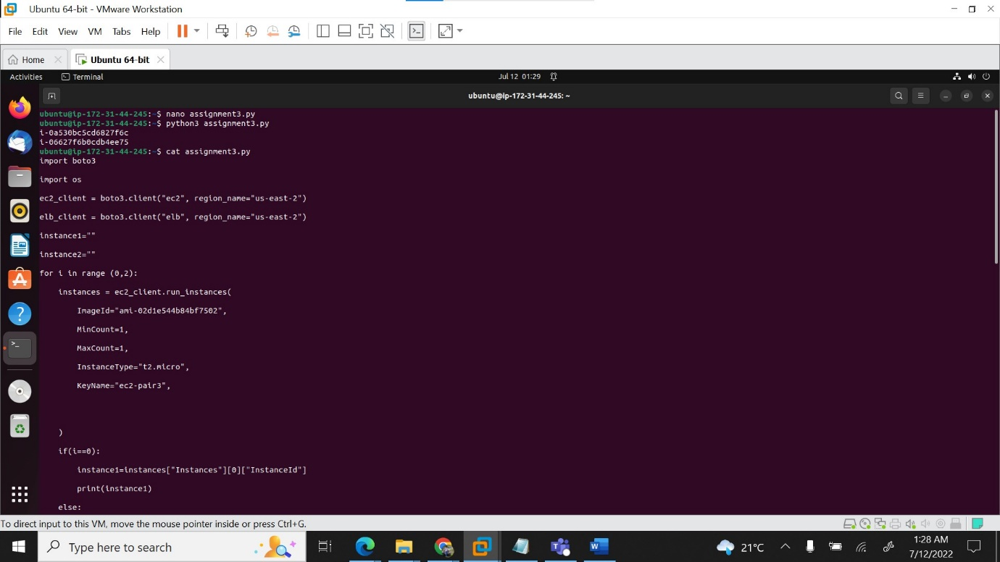 Ubuntu 64-bit - VMware Workstation
File Edit View VM Tabs Help
Home
Ubuntu 64-bit
Activities Terminal Jul 12 01:29
ubuntu@ip-172-31-44-245: ~
ubuntu@ip-172-31-44-245:~$ nano assignment3.py
ubuntu@ip-172-31-44-245:~$ python3 assignment3.py
i-0a530bc5cd6827f6c
i-06627f6b0cdb4ee75
ubuntu@ip-172-31-44-245:~$ cat assignment3.py
import boto3
import os
ec2_client = boto3.client("ec2", region_name="us-east-2")
elb_client = boto3.client("elb", region_name="us-east-2")
instance1=""
instance2=""
for i in range (0,2):
instances = ec2_client.run_instances(
ImageId="ami-02d1e544b84bf7502",
MinCount=1,
MaxCount=1,
InstanceType="t2.micro",
KeyName="ec2-pair3",
)
if(i==0):
instance1=instances["Instances"][0]["InstanceId"]
print(instance1)
else:
To direct input to this VM, move the mouse pointer inside or press Ctrl+G.
Type here to search
21°C
1:28 AM
7/12/2022